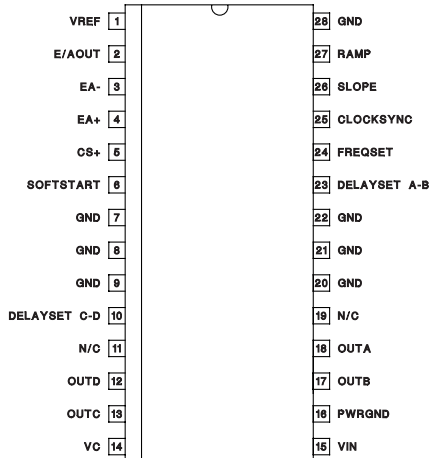 VREF 1 28 GND
E/AOUT 2 27 RAMP
EA- 3 26 SLOPE
EA+ 4 25 CLOCKSYNC
CS+ 5 24 FREQSET
SOFTSTART 6 23 DELAYSET A-B
GND 7 22 GND
GND 8 21 GND
GND 9 20 GND
DELAYSET C-D 10 19 N/C
N/C 11 18 OUTA
OUTD 12 17 OUTB
OUTC 13 16 PWRGND
VC 14 15 VIN